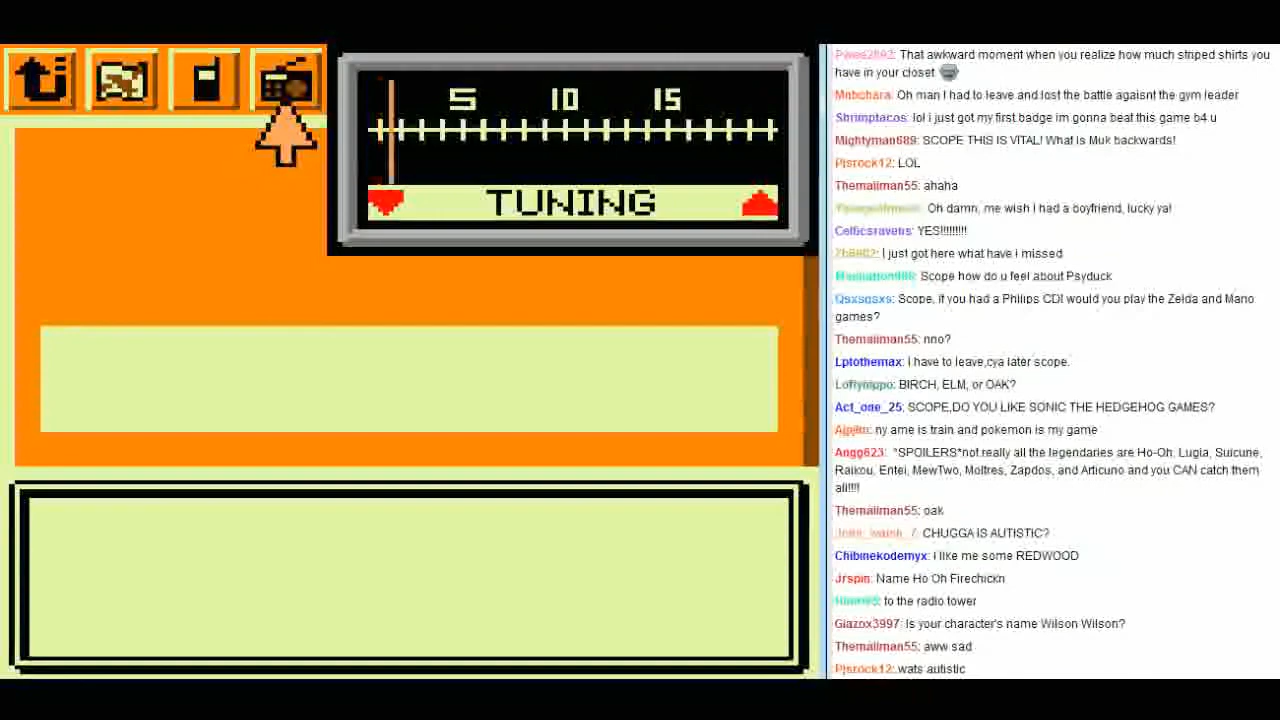 5 10 15
TUNING
That awkward moment when you realize how much striped shirts you
have in your closet
Mnbchara: Oh man I had to leave and lost the battle agaisnt the gym leader
Shrimptacos: lol i just got my first badge im gonna beat this game b4 u
Mightyman689: SCOPE THIS IS VITAL! What is Muk backwards!
Pjsrock12: LOL
Themaliman55: ahaha
Oh damn, me wish I had a boyfriend, lucky ya!
Celticsravens: YES!!!!!!!!!
I just got here what have i missed
Scope how do u feel about Psyduck
Qsxsqsxs: Scope, if you had a Philips CDI would you play the Zelda and Mario
games?
Themaliman55: nno?
Lptothemax: I have to leave,cya later scope.
Loftyhippo: BIRCH, ELM, or OAK?
Act_one_25: SCOPE,DO YOU LIKE SONIC THE HEDGEHOG GAMES?
ny ame is train and pokemon is my game
Angg623: *SPOILERS*not really all the legendaries are Ho-Oh. Lugia, Suicune,
Raikou, Entei, MewTwo, Moltres, Zapdos, and Articuno and you CAN catch them
all!!!!
Themaliman55: oak
CHUGGA IS AUTISTIC?
Chibinekodemyx: I like me some REDWOOD
Jrspin: Name Ho Oh Firechickn
to the radio tower
Giazox3997: Is your character's name Wilson Wilson?
Themaliman55: aww sad
Pjsrock12: wats autistic